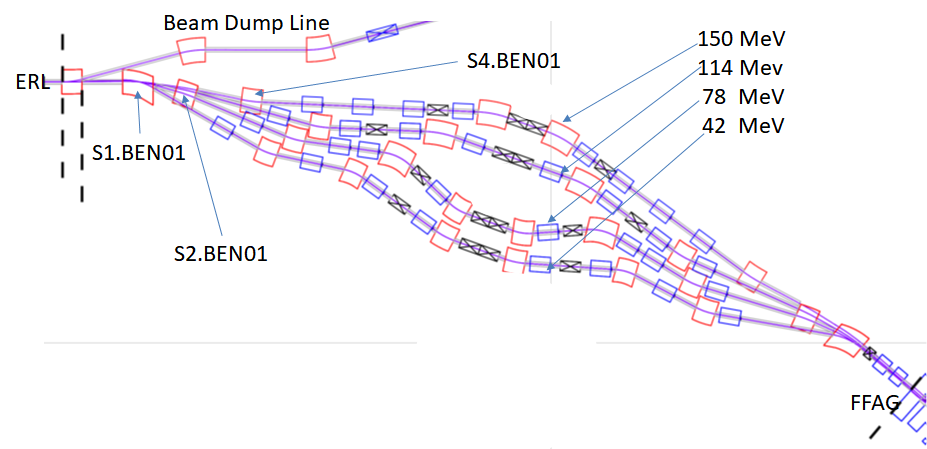 Beam Dump Line
150 MeV
S4.BEN01
114 Mev
ERL
78 MeV
42 MeV
S1.BEN01
S2.BEN01
FFAG